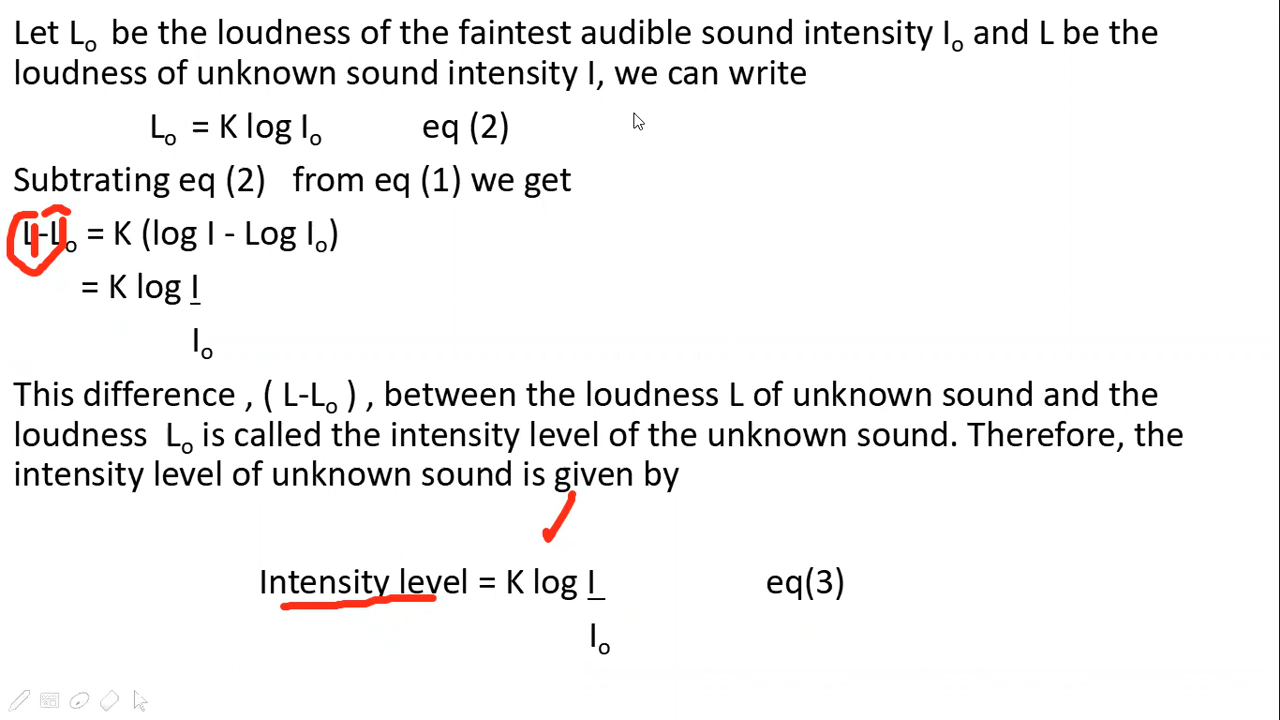 Let Lo be the loudness of the faintest audible sound intensity Io and L be the
loudness of unknown sound intensity I, we can write
Lo = K log Io eq (2)
Subtrating eq (2) from eq (1) we get
L-Lo = K (log I - Log Io)
= K log I
Io
This difference , ( L-Lo ) , between the loudness L of unknown sound and the
loudness Lo is called the intensity level of the unknown sound. Therefore, the
intensity level of unknown sound is given by
Intensity level = K log I eq(3)
Io